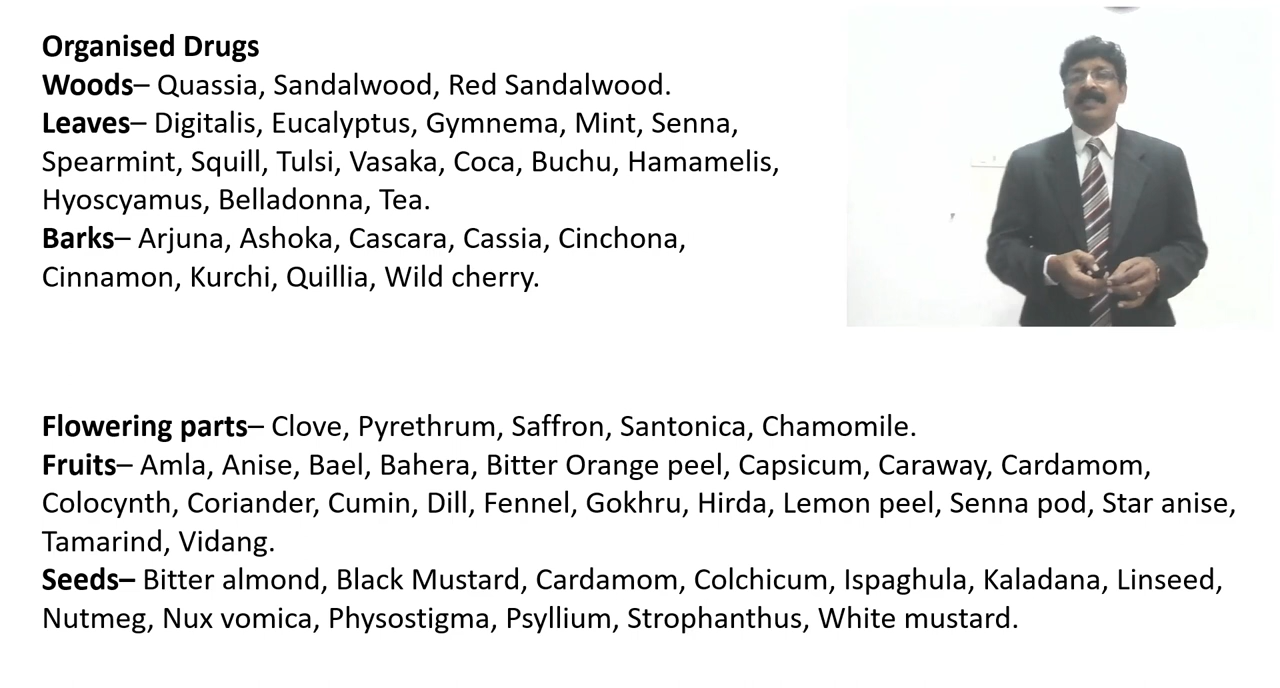 Organised Drugs
Woods– Quassia, Sandalwood, Red Sandalwood.
Leaves– Digitalis, Eucalyptus, Gymnema, Mint, Senna,
Spearmint, Squill, Tulsi, Vasaka, Coca, Buchu, Hamamelis,
Hyoscyamus, Belladonna, Tea.
Barks– Arjuna, Ashoka, Cascara, Cassia, Cinchona,
Cinnamon, Kurchi, Quillia, Wild cherry.
Flowering parts– Clove, Pyrethrum, Saffron, Santonica, Chamomile.
Fruits– Amla, Anise, Bael, Bahera, Bitter Orange peel, Capsicum, Caraway, Cardamom,
Colocynth, Coriander, Cumin, Dill, Fennel, Gokhru, Hirda, Lemon peel, Senna pod, Star anise,
Tamarind, Vidang.
Seeds– Bitter almond, Black Mustard, Cardamom, Colchicum, Ispaghula, Kaladana, Linseed,
Nutmeg, Nux vomica, Physostigma, Psyllium, Strophanthus, White mustard.